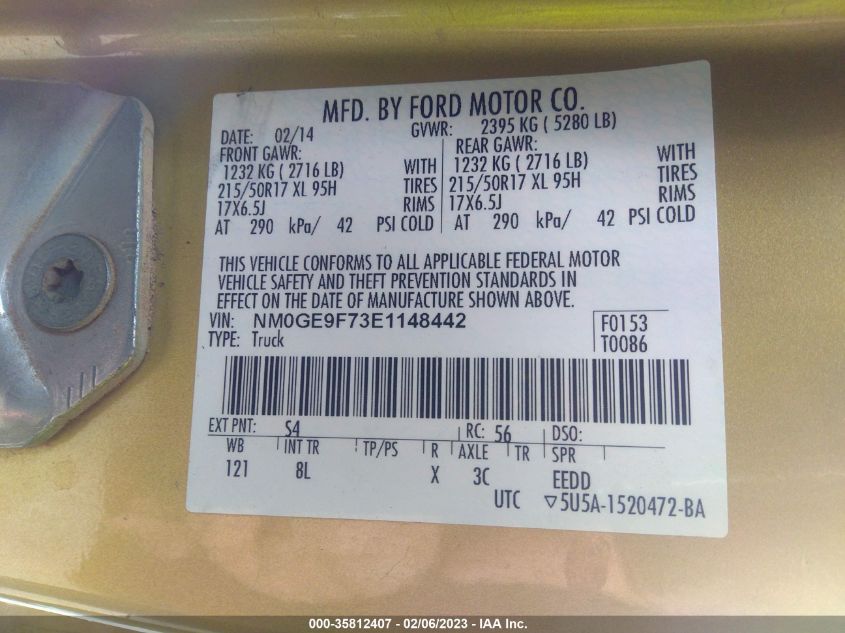 MFD. BY FORD MOTOR CO.
DATE: 02/14 GVWR: 2395 KG ( 5280 LB)
FRONT GAWR: REAR GAWR:
1232 KG ( 2716 LB) WITH 1232 KG ( 2716 LB) WITH
215/50R17 XL 95H TIRES 215/50R17 XL 95H TIRES
17X6.5J RIMS 17X6.5J RIMS
AT 290 kPa/ 42 PSI COLD AT 290 kPa/ 42 PSI COLD
THIS VEHICLE CONFORMS TO ALL APPLICABLE FEDERAL MOTOR
VEHICLE SAFETY AND THEFT PREVENTION STANDARDS IN
EFFECT ON THE DATE OF MANUFACTURE SHOWN ABOVE.
VIN: NM0GE9F73E1148442 F0153
TYPE: Truck T0086
EXT PNT: S4 RC: 56 DSO:
WB INT TR TP/PS R AXLE TR SPR
121 8L X 3C EEDD
UTC ▽5U5A-1520472-BA
000-35812407 - 02/06/2023 - IAA Inc.